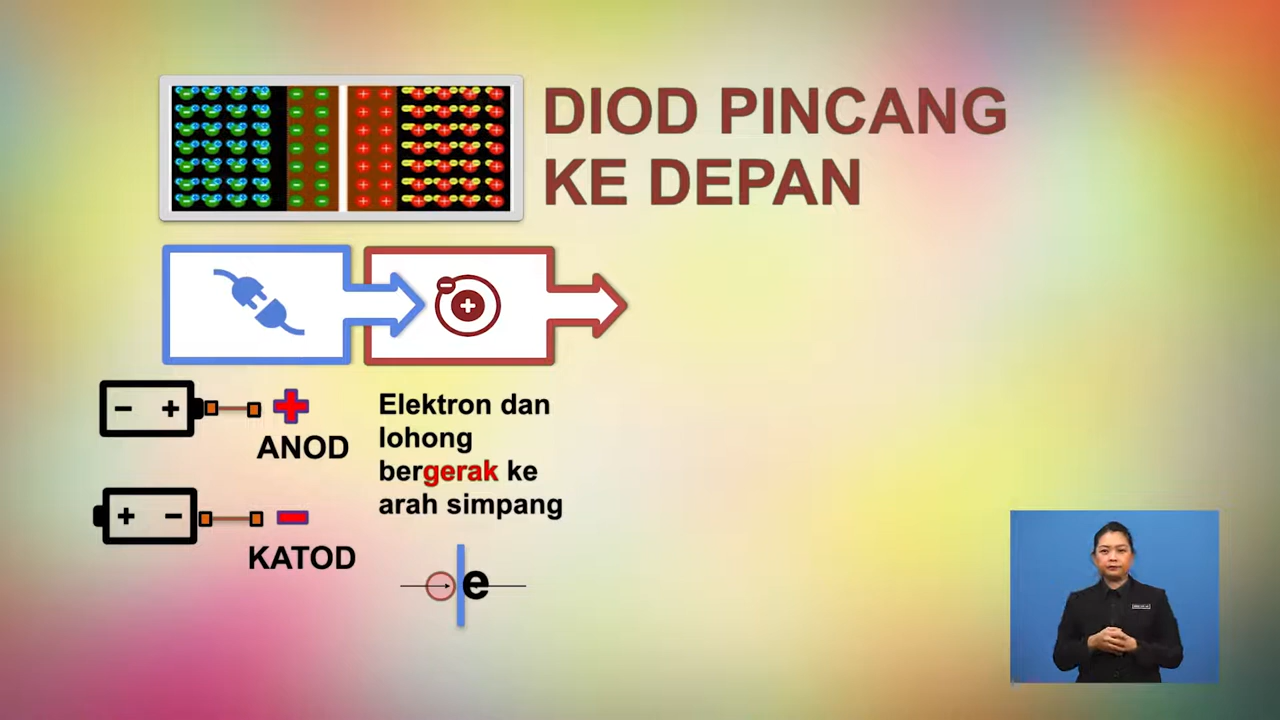 DIOD PINCANG
KE DEPAN
ANOD
KATOD
Elektron dan
lohong
bergerak ke
arah simpang
e